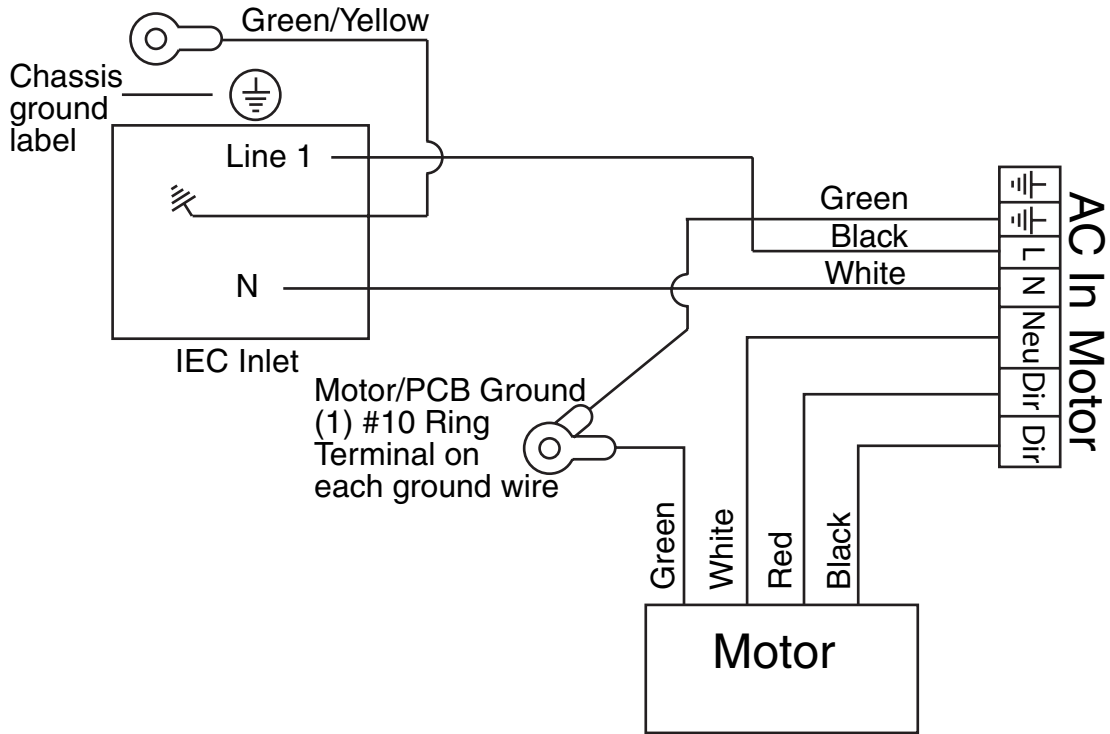 Green/Yellow
Chassis
ground
label
Line 1
N
IEC Inlet
Green
Black
White
L
N
Neu
Dir
Dir
AC In Motor
Motor/PCB Ground
(1) #10 Ring
Terminal on
each ground wire
Green
White
Red
Black
Motor